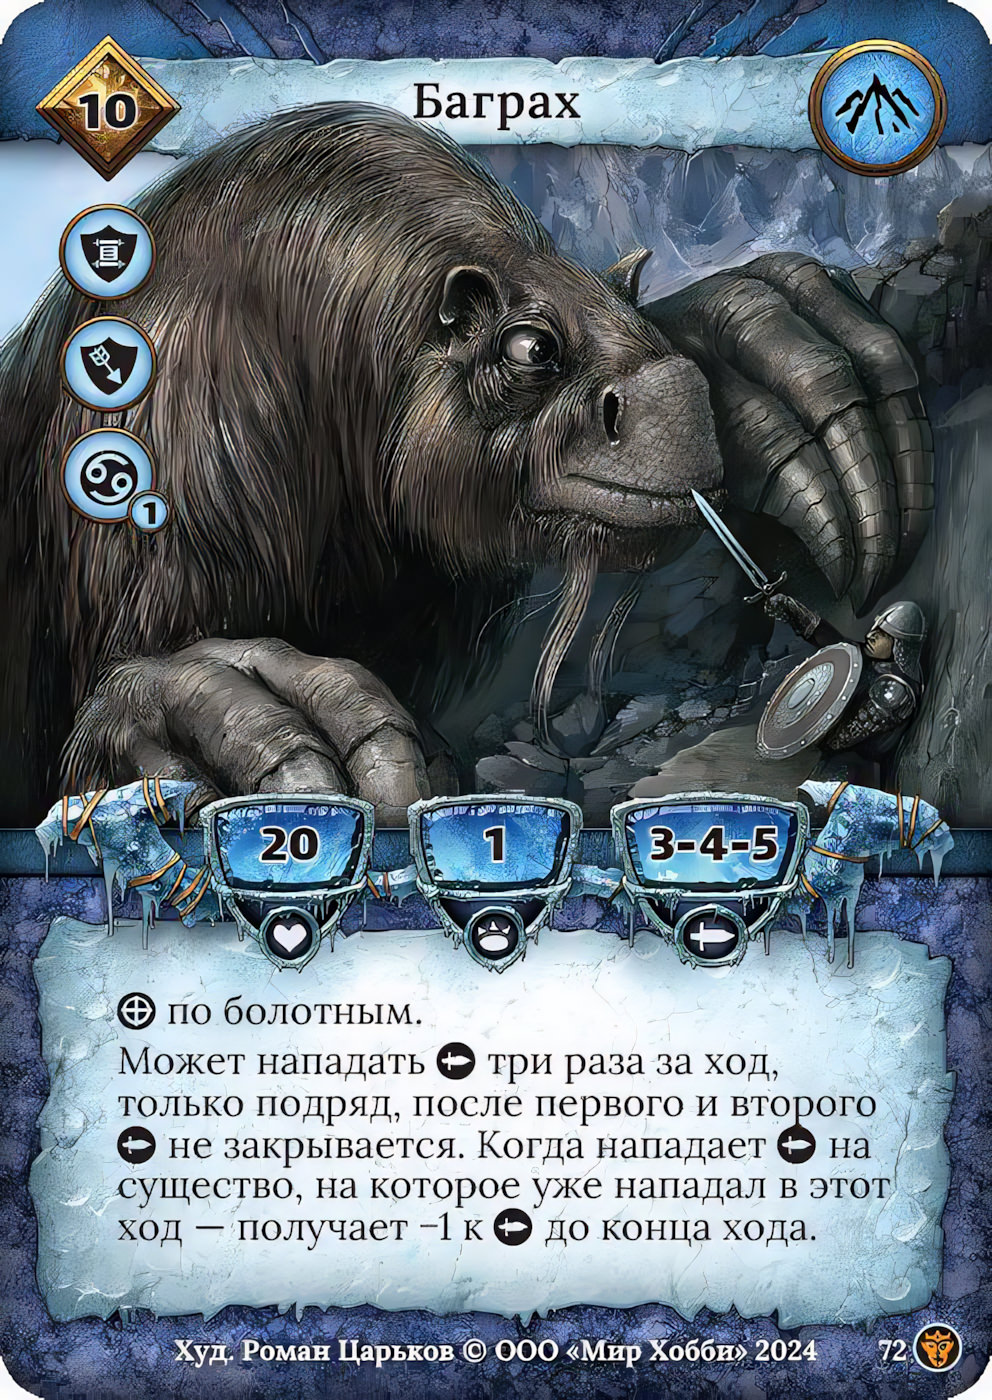 10
Баграх
1
20
1
3-4-5
по болотным.
Может нападать три раза за ход,
только подряд, после первого и второго
не закрывается. Когда нападает на
существо, на которое уже нападал в этот
ход — получает −1 к до конца хода.
Худ. Роман Царьков © ООО «Мир Хобби» 2024
72